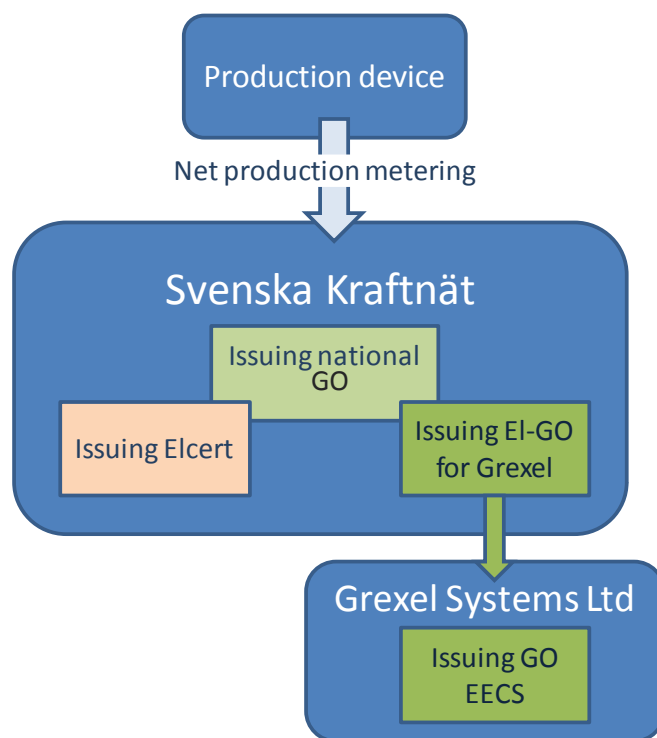 Production device
Net production metering
Svenska Kraftnät
Issuing national
GO
Issuing Elcert
Issuing El-GO
for Grexel
Grexel Systems Ltd
Issuing GO
EECS